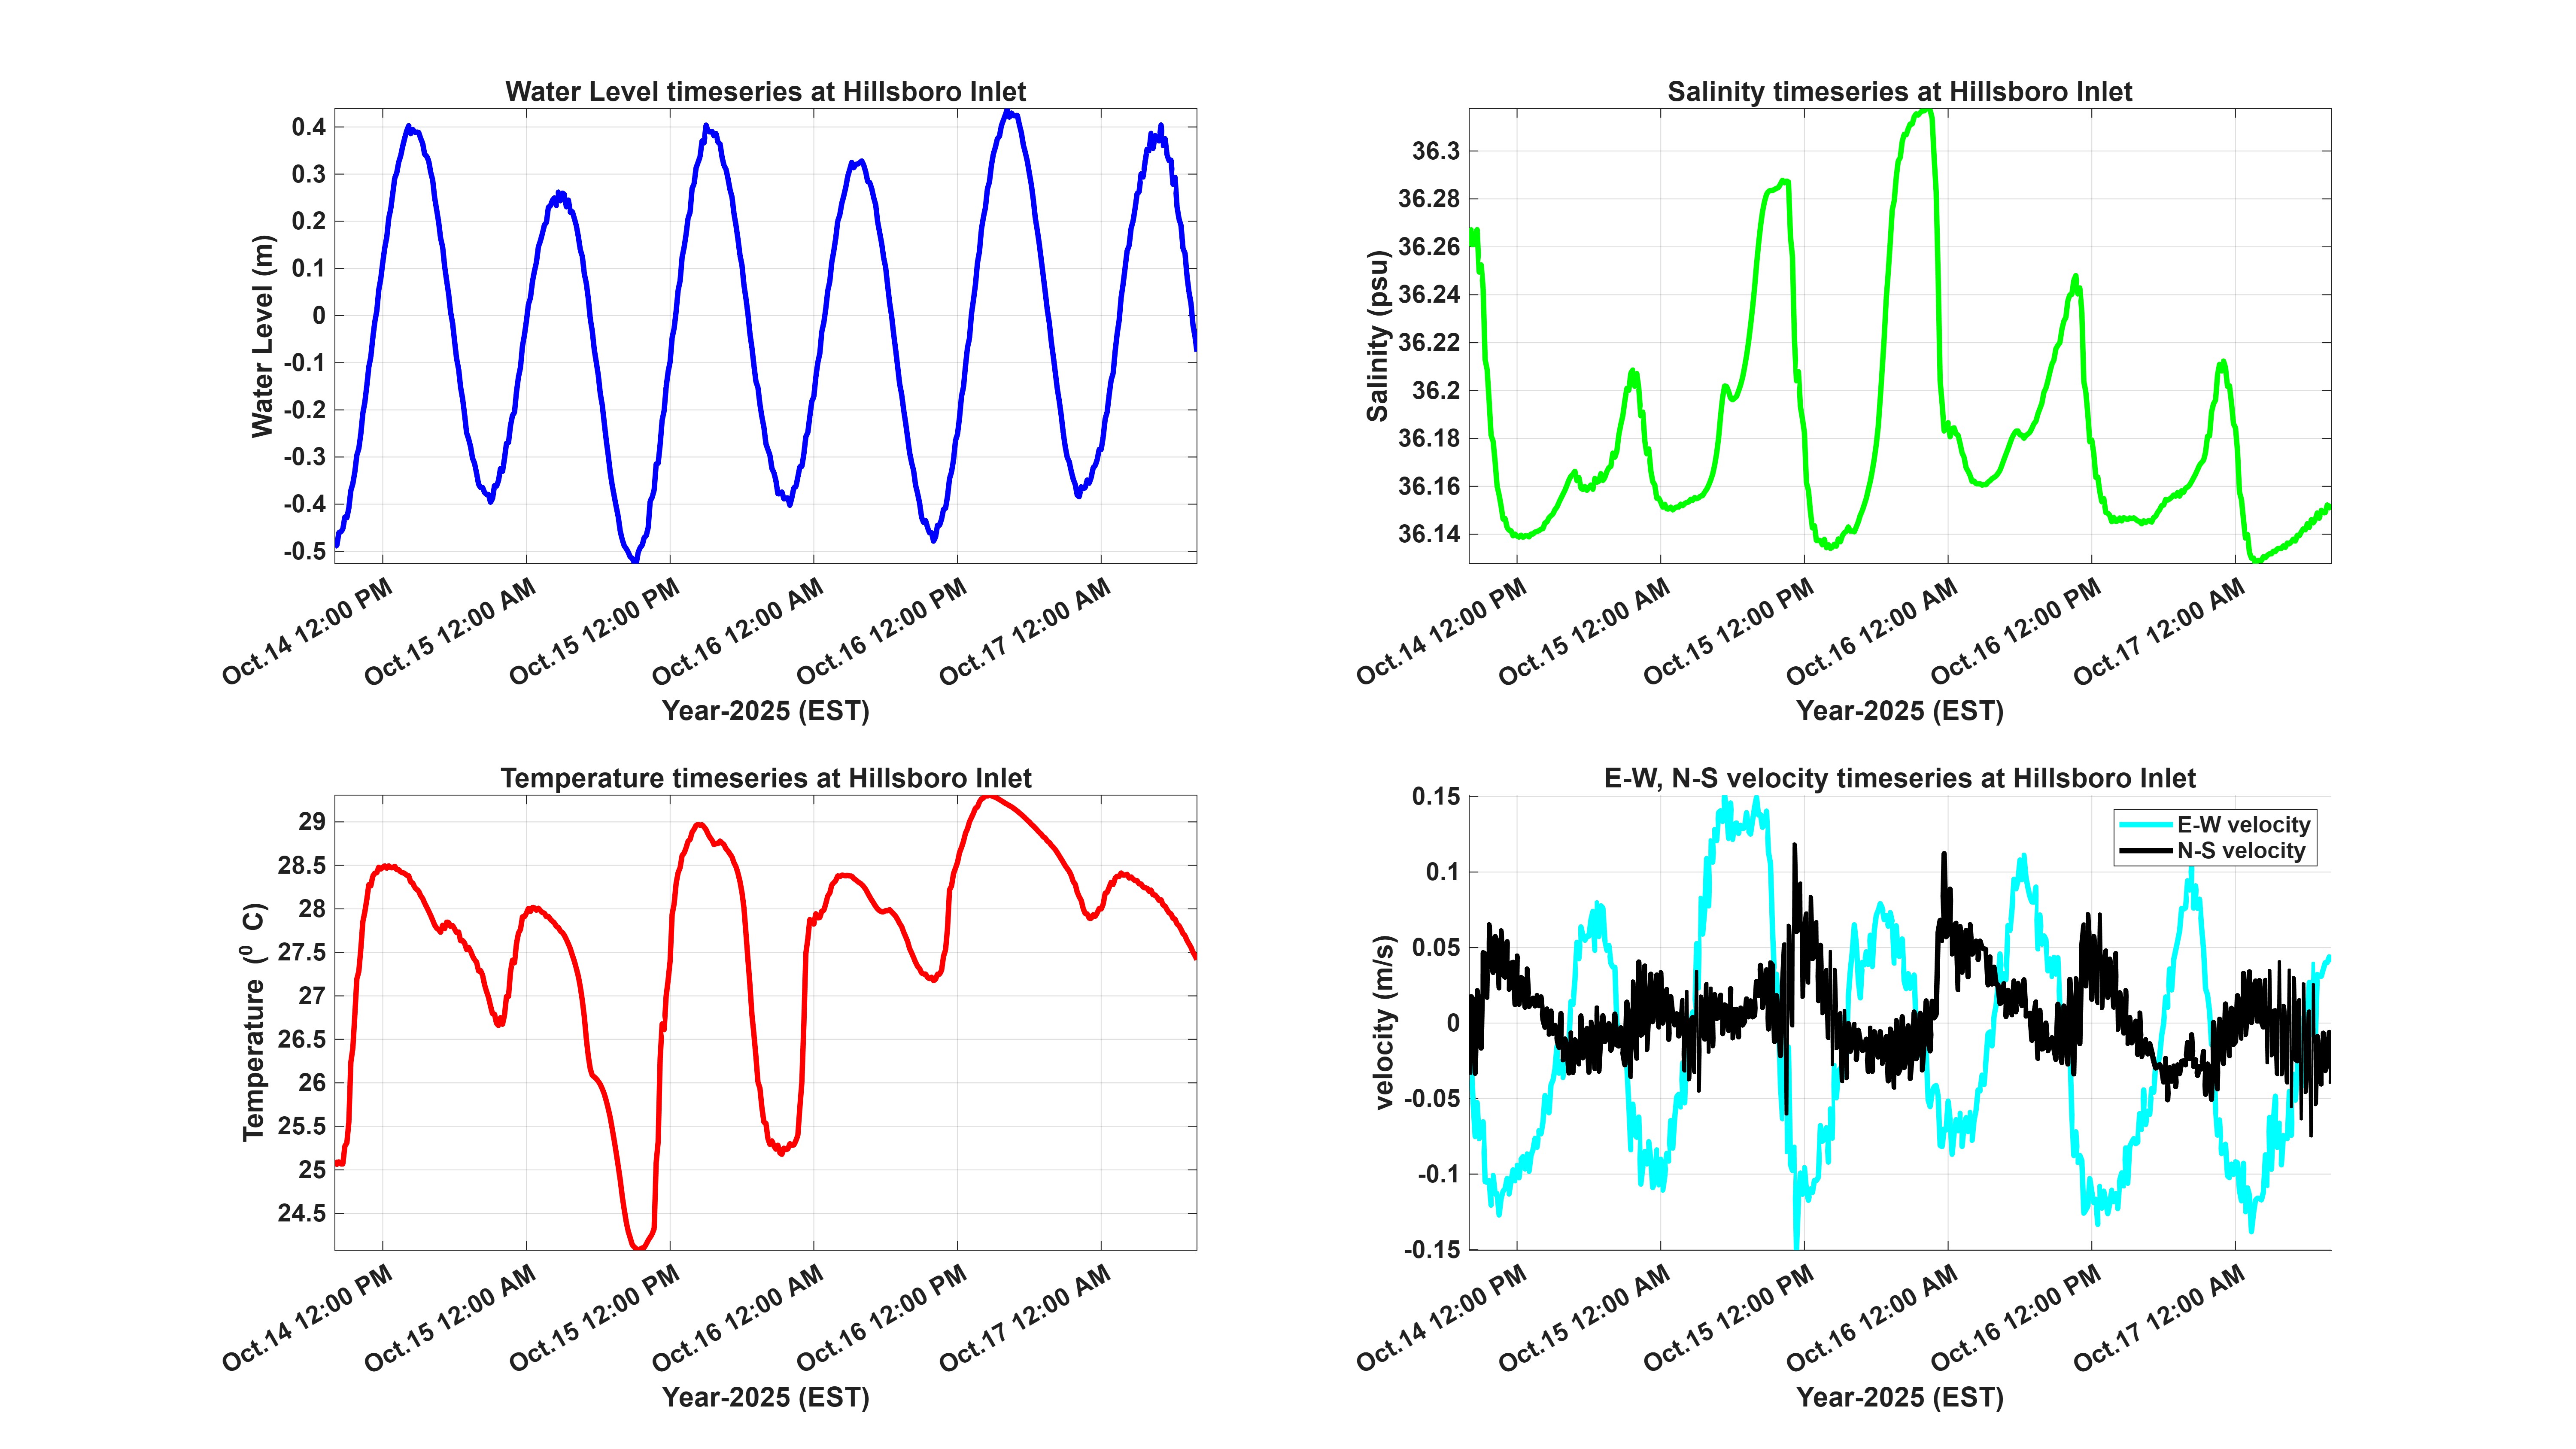 Water Level timeseries at Hillsboro Inlet
Water Level (m)
0.4
0.3
0.2
0.1
0
-0.1
-0.2
-0.3
-0.4
-0.5
Oct.14 12:00 PM
Oct.15 12:00 AM
Oct.15 12:00 PM
Oct.16 12:00 AM
Oct.16 12:00 PM
Oct.17 12:00 AM
Year-2025 (EST)
Salinity timeseries at Hillsboro Inlet
Salinity (psu)
36.3
36.28
36.26
36.24
36.22
36.2
36.18
36.16
36.14
Oct.14 12:00 PM
Oct.15 12:00 AM
Oct.15 12:00 PM
Oct.16 12:00 AM
Oct.16 12:00 PM
Oct.17 12:00 AM
Year-2025 (EST)
Temperature timeseries at Hillsboro Inlet
Temperature (⁰ C)
29
28.5
28
27.5
27
26.5
26
25.5
25
24.5
Oct.14 12:00 PM
Oct.15 12:00 AM
Oct.15 12:00 PM
Oct.16 12:00 AM
Oct.16 12:00 PM
Oct.17 12:00 AM
Year-2025 (EST)
E-W, N-S velocity timeseries at Hillsboro Inlet
velocity (m/s)
0.15
0.1
0.05
0
-0.05
-0.1
-0.15
E-W velocity
N-S velocity
Oct.14 12:00 PM
Oct.15 12:00 AM
Oct.15 12:00 PM
Oct.16 12:00 AM
Oct.16 12:00 PM
Oct.17 12:00 AM
Year-2025 (EST)